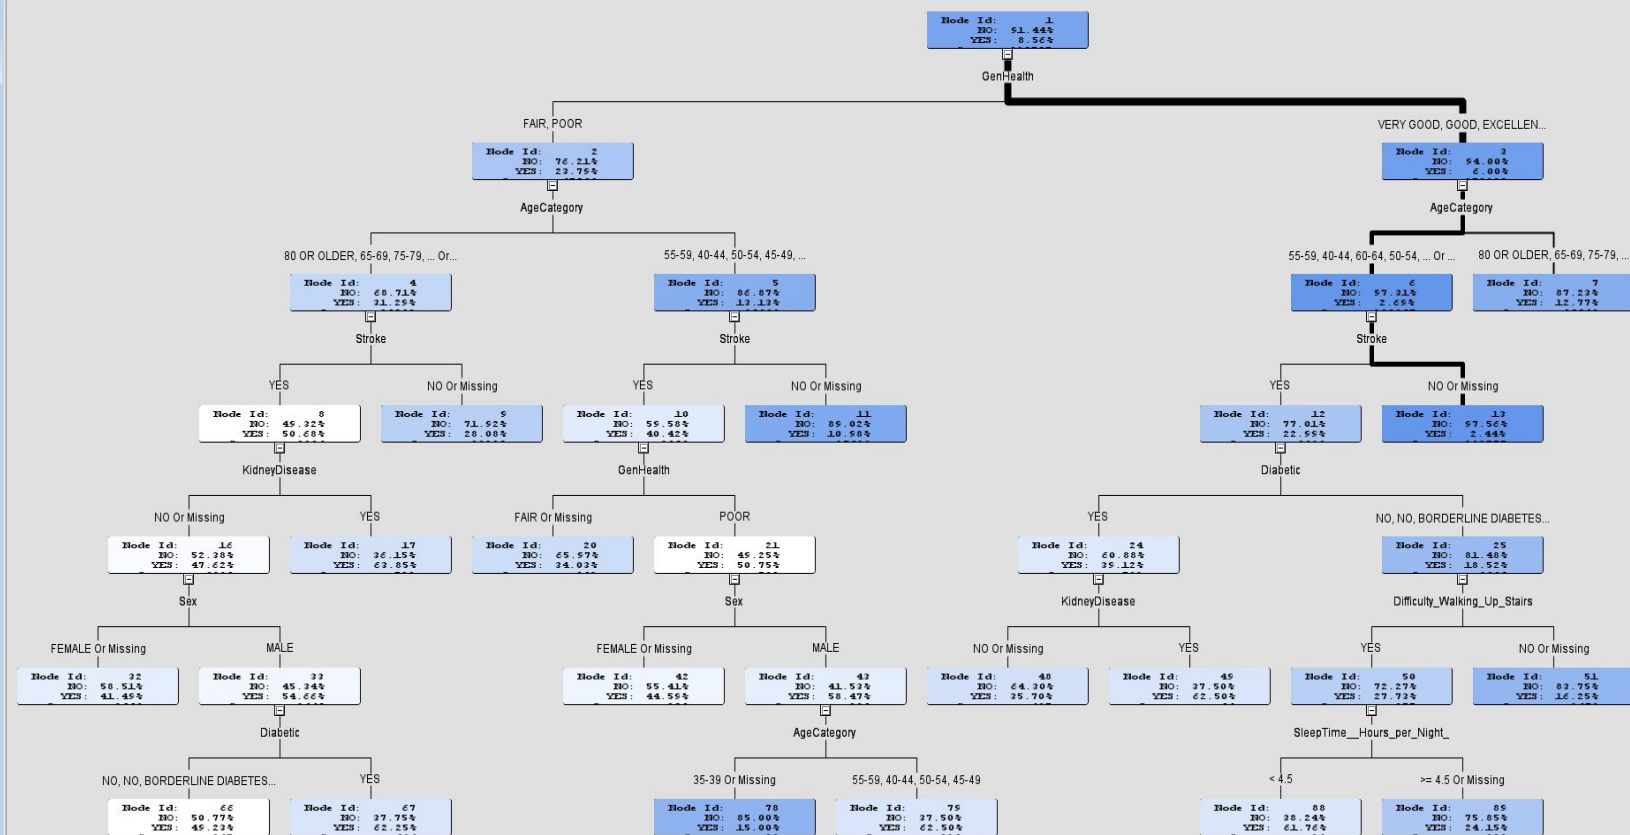 Node Id: 1
NO: 91.44%
YES: 8.56%
GenHealth
FAIR, POOR
VERY GOOD, GOOD, EXCELLEN...
Node Id: 2
NO: 76.21%
YES: 23.79%
Node Id: 3
NO: 94.00%
YES: 6.00%
AgeCategory
AgeCategory
80 OR OLDER, 65-69, 75-79, ... Or...
55-59, 40-44, 50-54, 45-49, ...
55-59, 40-44, 60-64, 50-54, ... Or ...
80 OR OLDER, 65-69, 75-79, ...
Node Id: 4
NO: 68.71%
YES: 31.29%
Node Id: 5
NO: 86.87%
YES: 13.13%
Node Id: 6
NO: 97.31%
YES: 2.69%
Node Id: 7
NO: 87.23%
YES: 12.77%
Stroke
Stroke
Stroke
YES
NO Or Missing
YES
NO Or Missing
YES
NO Or Missing
Node Id: 8
NO: 49.32%
YES: 50.68%
Node Id: 9
NO: 71.92%
YES: 28.08%
Node Id: 10
NO: 59.58%
YES: 40.42%
Node Id: 11
NO: 89.02%
YES: 10.98%
Node Id: 12
NO: 77.01%
YES: 22.99%
Node Id: 13
NO: 97.56%
YES: 2.44%
KidneyDisease
GenHealth
Diabetic
NO Or Missing
YES
FAIR Or Missing
POOR
YES
NO, NO, BORDERLINE DIABETES...
Node Id: 16
NO: 52.38%
YES: 47.62%
Node Id: 17
NO: 36.15%
YES: 63.85%
Node Id: 20
NO: 65.97%
YES: 34.03%
Node Id: 21
NO: 49.25%
YES: 50.75%
Node Id: 24
NO: 60.88%
YES: 39.12%
Node Id: 25
NO: 81.48%
YES: 18.52%
Sex
Sex
KidneyDisease
Difficulty_Walking_Up_Stairs
FEMALE Or Missing
MALE
FEMALE Or Missing
MALE
NO Or Missing
YES
YES
NO Or Missing
Node Id: 32
NO: 58.51%
YES: 41.49%
Node Id: 33
NO: 45.34%
YES: 54.66%
Node Id: 42
NO: 55.41%
YES: 44.59%
Node Id: 43
NO: 41.53%
YES: 58.47%
Node Id: 48
NO: 64.30%
YES: 35.70%
Node Id: 49
NO: 37.50%
YES: 62.50%
Node Id: 50
NO: 72.27%
YES: 27.73%
Node Id: 51
NO: 83.75%
YES: 16.25%
Diabetic
AgeCategory
SleepTime__Hours_per_Night_
NO, NO, BORDERLINE DIABETES...
YES
35-39 Or Missing
55-59, 40-44, 50-54, 45-49
< 4.5
>= 4.5 Or Missing
Node Id: 66
NO: 50.77%
YES: 49.23%
Node Id: 67
NO: 37.75%
YES: 62.25%
Node Id: 78
NO: 85.00%
YES: 15.00%
Node Id: 79
NO: 37.50%
YES: 62.50%
Node Id: 88
NO: 38.24%
YES: 61.76%
Node Id: 89
NO: 75.85%
YES: 24.15%